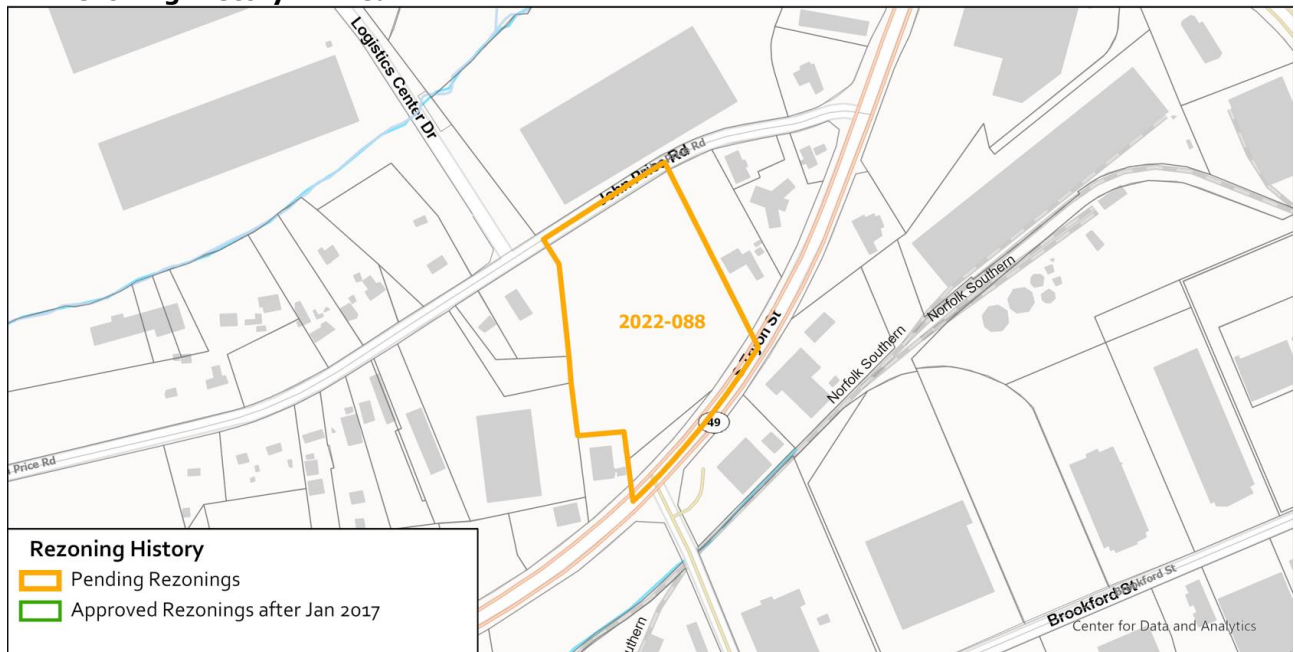 Logistics Center Dr
John Price Rd
2022-088
S Tryon St
49
Norfolk Southern
Norfolk Southern
Price Rd
Rezoning History
Pending Rezonings
Approved Rezonings after Jan 2017
Brookford St
Brookford St
Center for Data and Analytics